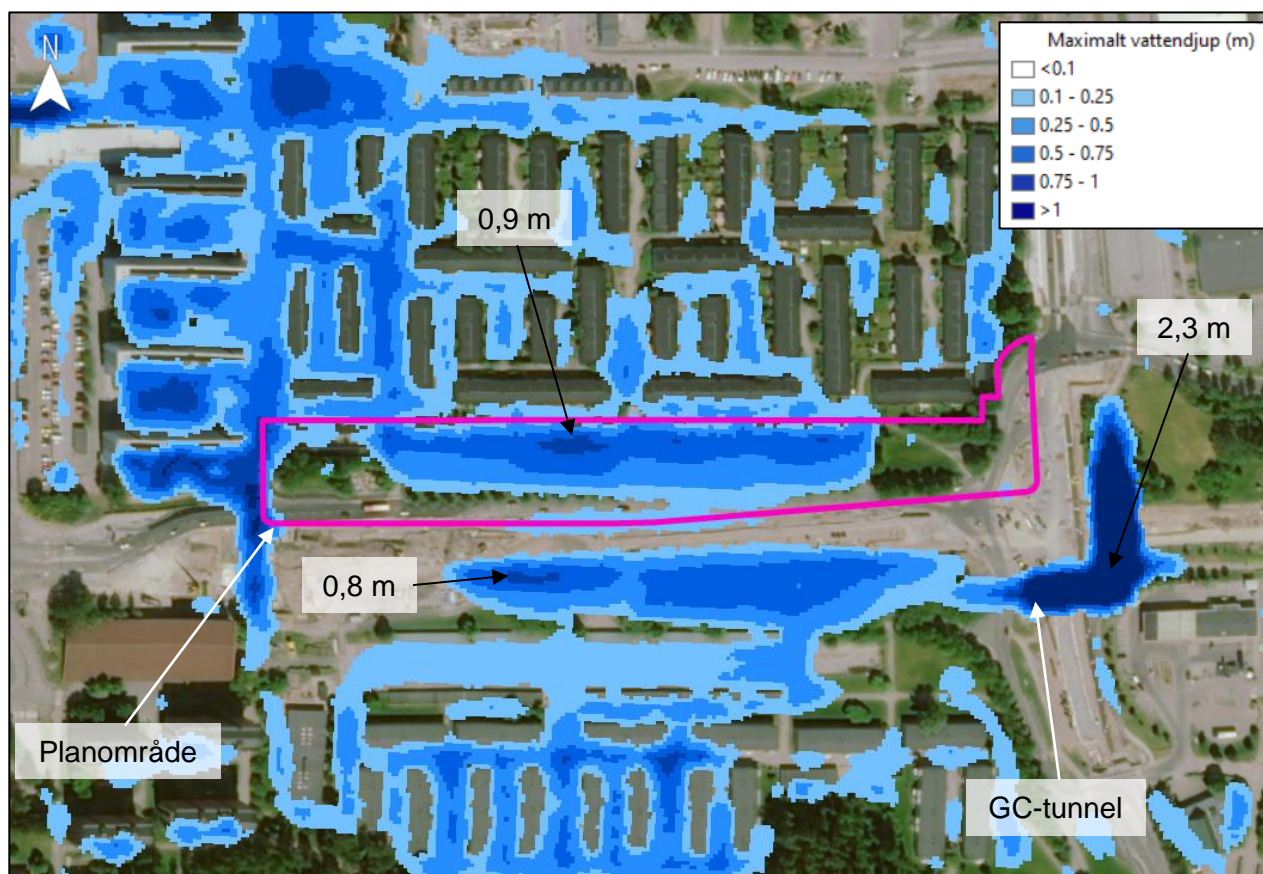 N
Maximalt vattendjup (m)
<0.1
0.1 - 0.25
0.25 - 0.5
0.5 - 0.75
0.75 - 1
>1
0,9 m
2,3 m
0,8 m
Planområde
GC-tunnel